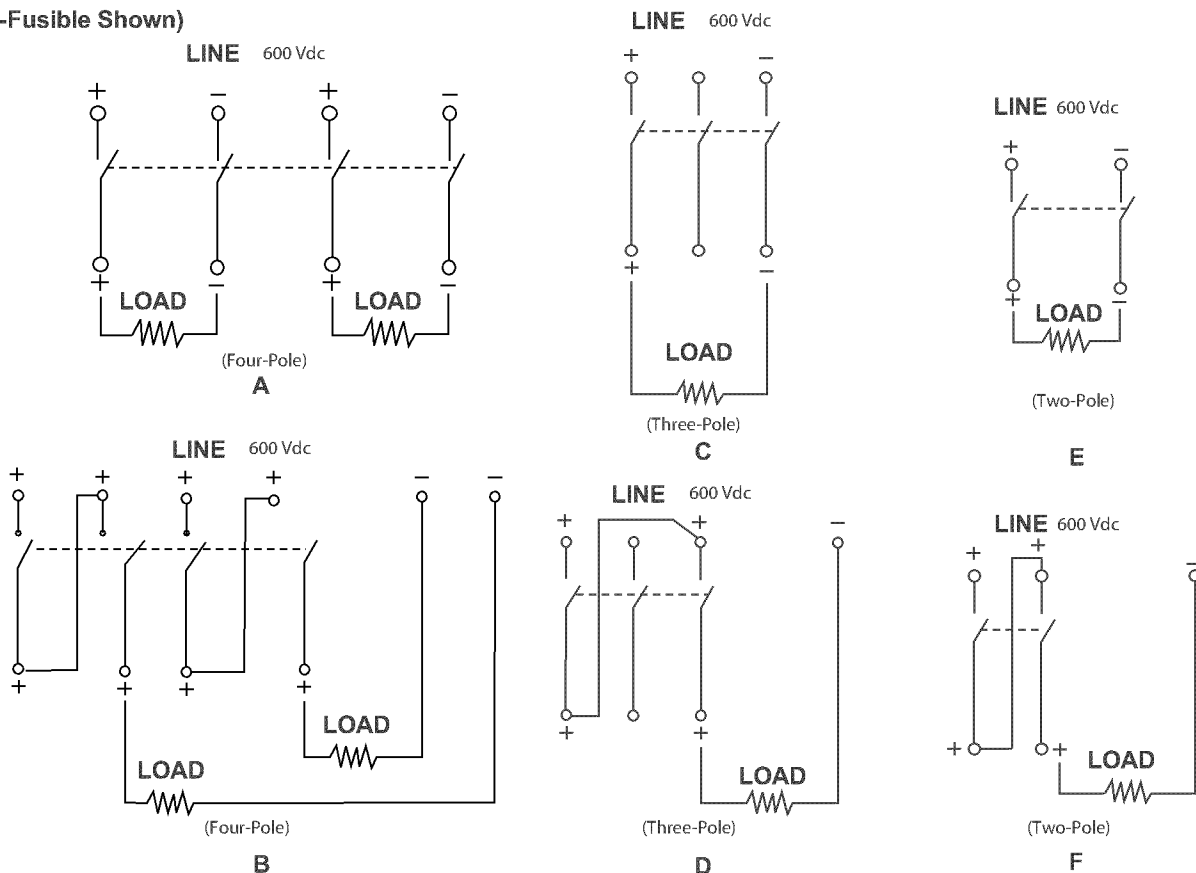 -Fusible Shown)
LINE 600 Vdc
+ − + −
+ − + −
LOAD LOAD
(Four-Pole)
A
LINE 600 Vdc
+ + + + − −
+ + + +
LOAD
LOAD
(Four-Pole)
B
LINE 600 Vdc
+ −
+ −
LOAD
(Three-Pole)
C
LINE 600 Vdc
+ + −
+ +
LOAD
(Three-Pole)
D
LINE 600 Vdc
+ −
+ −
LOAD
(Two-Pole)
E
LINE 600 Vdc
+ + −
+ +
LOAD
(Two-Pole)
F